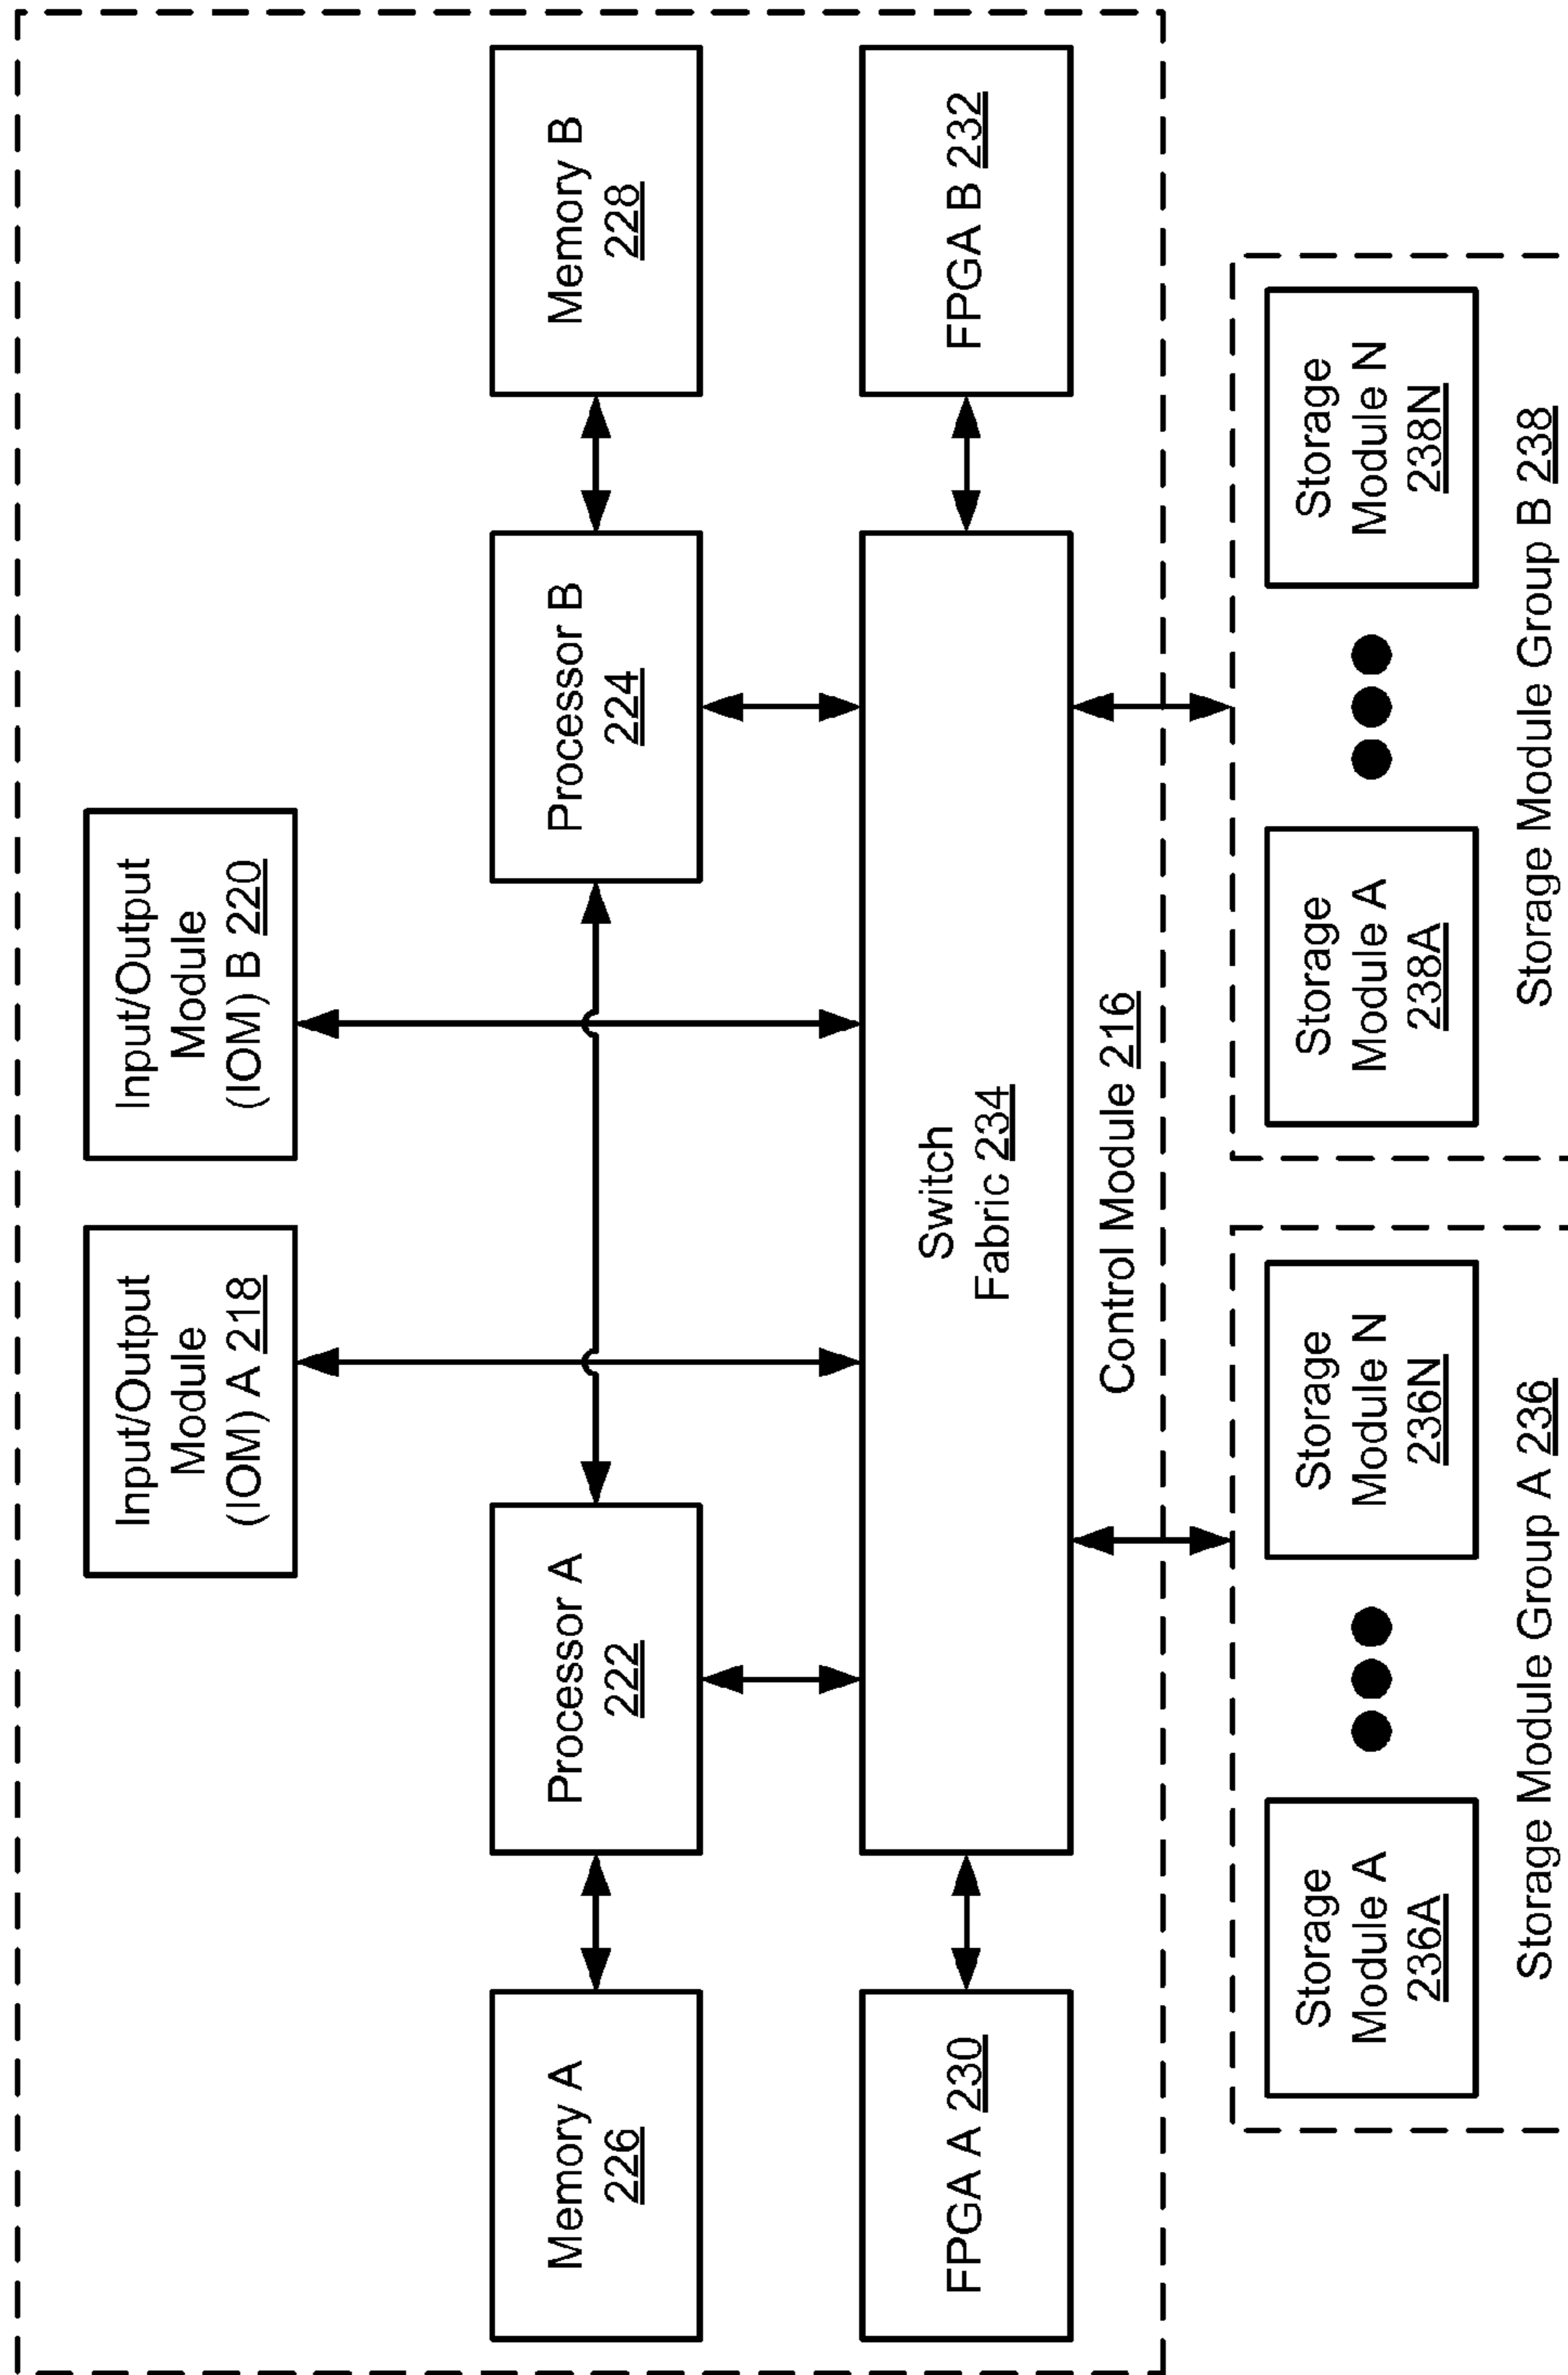 Input/Output
Module
(IOM) A 218
Input/Output
Module
(IOM) B 220
Memory A
226
Processor A
222
Processor B
224
Memory B
228
FPGA A 230
Switch
Fabric 234
FPGA B 232
Control Module 216
Storage
Module A
236A
Storage
Module N
236N
Storage Module Group A 236
Storage
Module A
238A
Storage
Module N
238N
Storage Module Group B 238